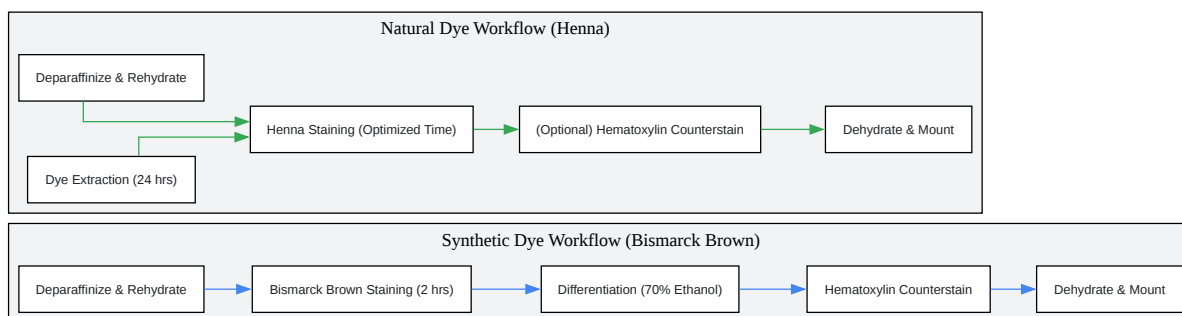 Natural Dye Workflow (Henna)
Deparaffinize & Rehydrate
Henna Staining (Optimized Time)
(Optional) Hematoxylin Counterstain
Dehydrate & Mount
Dye Extraction (24 hrs)
Synthetic Dye Workflow (Bismarck Brown)
Deparaffinize & Rehydrate
Bismarck Brown Staining (2 hrs)
Differentiation (70% Ethanol)
Hematoxylin Counterstain
Dehydrate & Mount